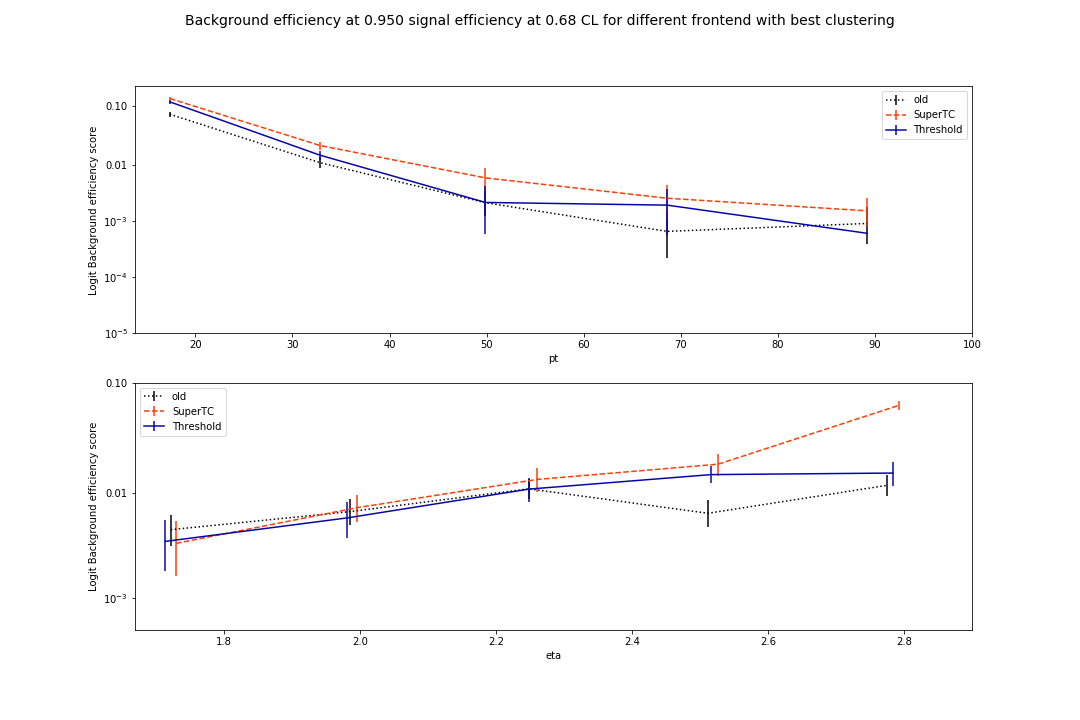 Background efficiency at 0.950 signal efficiency at 0.68 CL for different frontend with best clustering
Logit Background efficiency score
0.10
0.01
10⁻³
10⁻⁴
10⁻⁵
old
SuperTC
Threshold
20 30 40 50 60 70 80 90 100
pt
Logit Background efficiency score
0.10
0.01
10⁻³
old
SuperTC
Threshold
1.8 2.0 2.2 2.4 2.6 2.8
eta